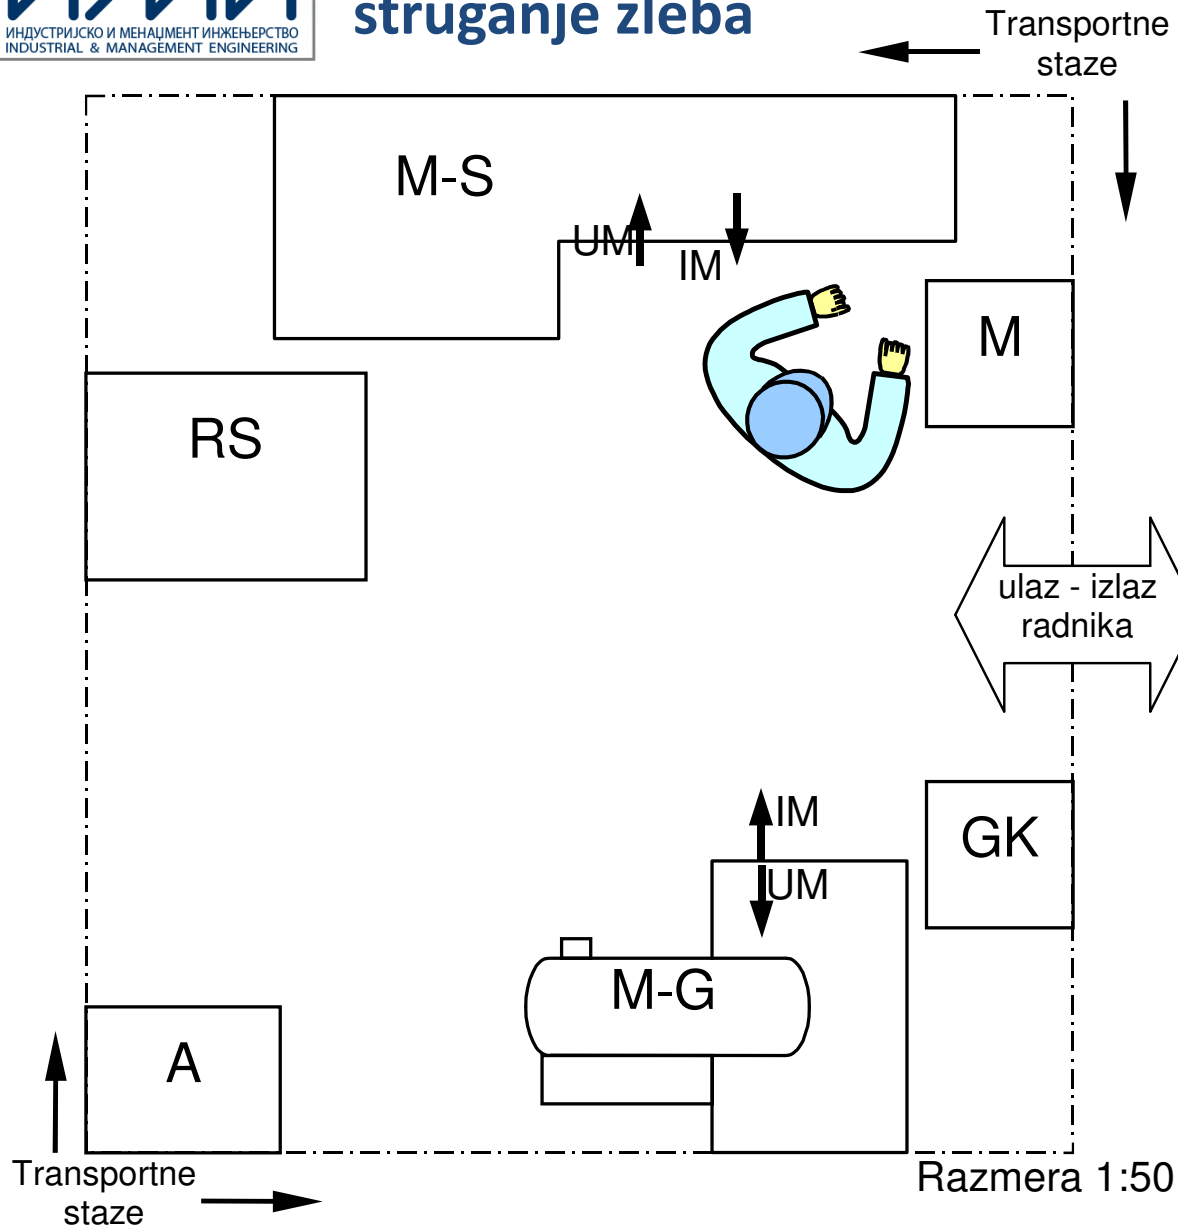 ИНДУСТРИЈСКО И МЕНАЏМЕНТ ИНЖЕЊЕРСТВО
INDUSTRIAL & MANAGEMENT ENGINEERING
struganje zleba
Transportne
staze
M-S
UM
IM
M
RS
ulaz - izlaz
radnika
IM
GK
UM
M-G
A
Transportne
staze
Razmera 1:50